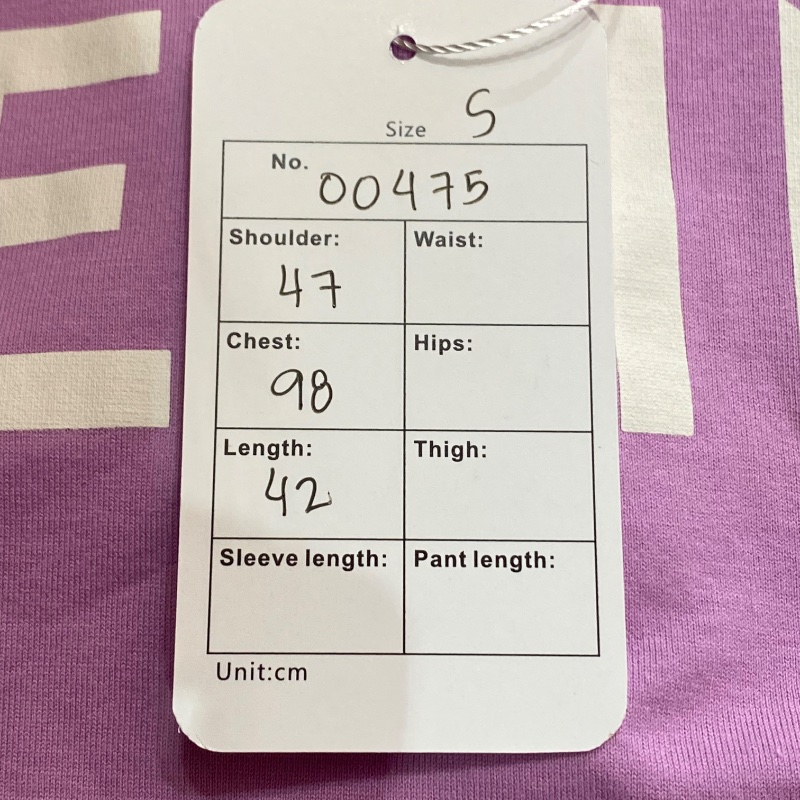 Size S
No. 00475
Shoulder: Waist:
47
Chest: Hips:
98
Length: Thigh:
42
Sleeve length: Pant length:
Unit:cm